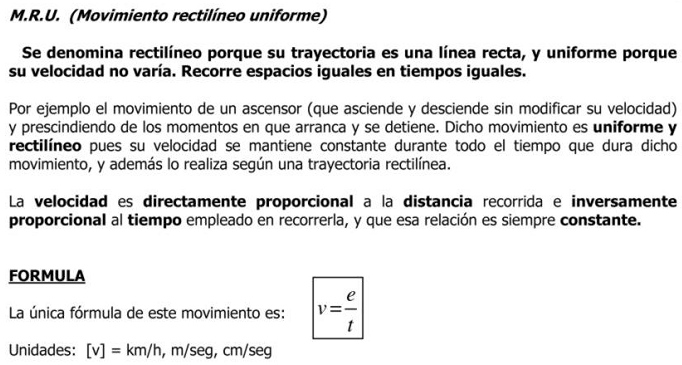 M.R.U. (Movimiento rectilíneo uniforme)
Se denomina rectilíneo porque su trayectoria es una línea recta, y uniforme porque
su velocidad no varía. Recorre espacios iguales en tiempos iguales.
Por ejemplo el movimiento de un ascensor (que asciende y desciende sin modificar su velocidad)
y prescindiendo de los momentos en que arranca y se detiene. Dicho movimiento es uniforme y
rectilíneo pues su velocidad se mantiene constante durante todo el tiempo que dura dicho
movimiento, y además lo realiza según una trayectoria rectilínea.
La velocidad es directamente proporcional a la distancia recorrida e inversamente
proporcional al tiempo empleado en recorrerla, y que esa relación es siempre constante.
FORMULA
La única fórmula de este movimiento es: v=e/t
Unidades: [v] = km/h, m/seg, cm/seg